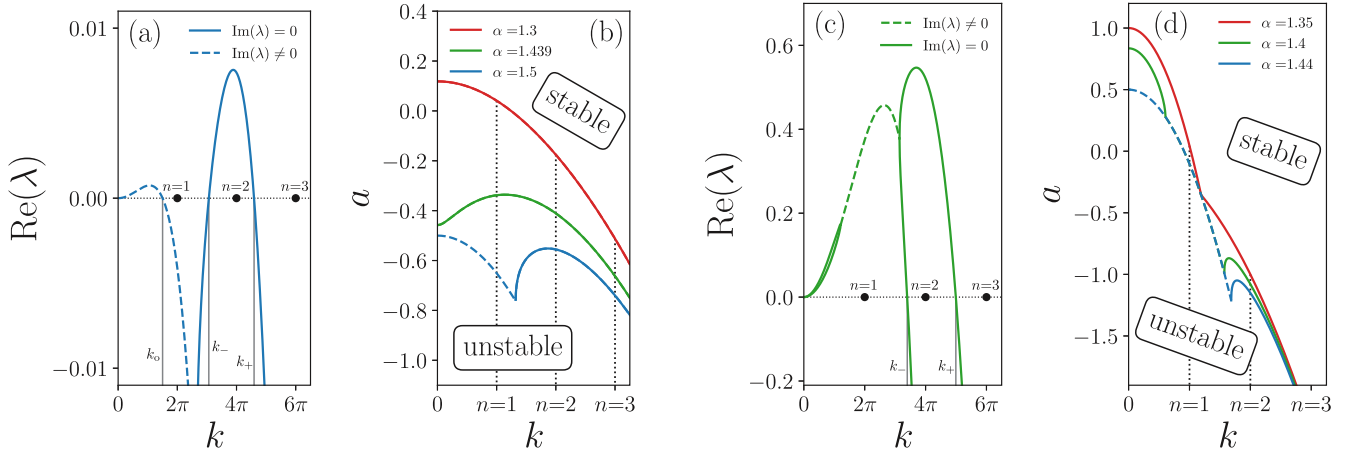 (a)
Im(λ) = 0
Im(λ) ≠ 0
0.01
0.00
−0.01
Re(λ)
n=1
n=2
n=3
k₀
k₋
k₊
0
2π
4π
6π
k
(b)
α =1.3
α =1.439
α =1.5
0.4
0.2
0.0
−0.2
−0.4
−0.6
−0.8
−1.0
a
stable
unstable
0
n=1
n=2
n=3
k
(c)
Im(λ) ≠ 0
Im(λ) = 0
0.6
0.4
0.2
0.0
−0.2
Re(λ)
n=1
n=2
n=3
k₋
k₊
0
2π
4π
6π
k
(d)
α =1.35
α =1.4
α =1.44
1.0
0.5
0.0
−0.5
−1.0
−1.5
a
stable
unstable
0
n=1
n=2
n=3
k